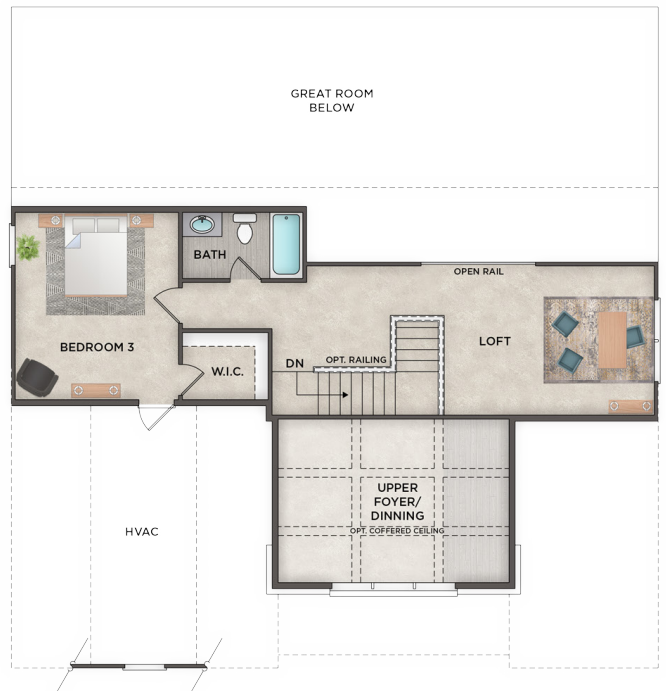 GREAT ROOM
BELOW
BATH
OPEN RAIL
BEDROOM 3
LOFT
W.I.C.
DN
OPT. RAILING
UPPER
FOYER/
DINNING
OPT. COFFERED CEILING
HVAC